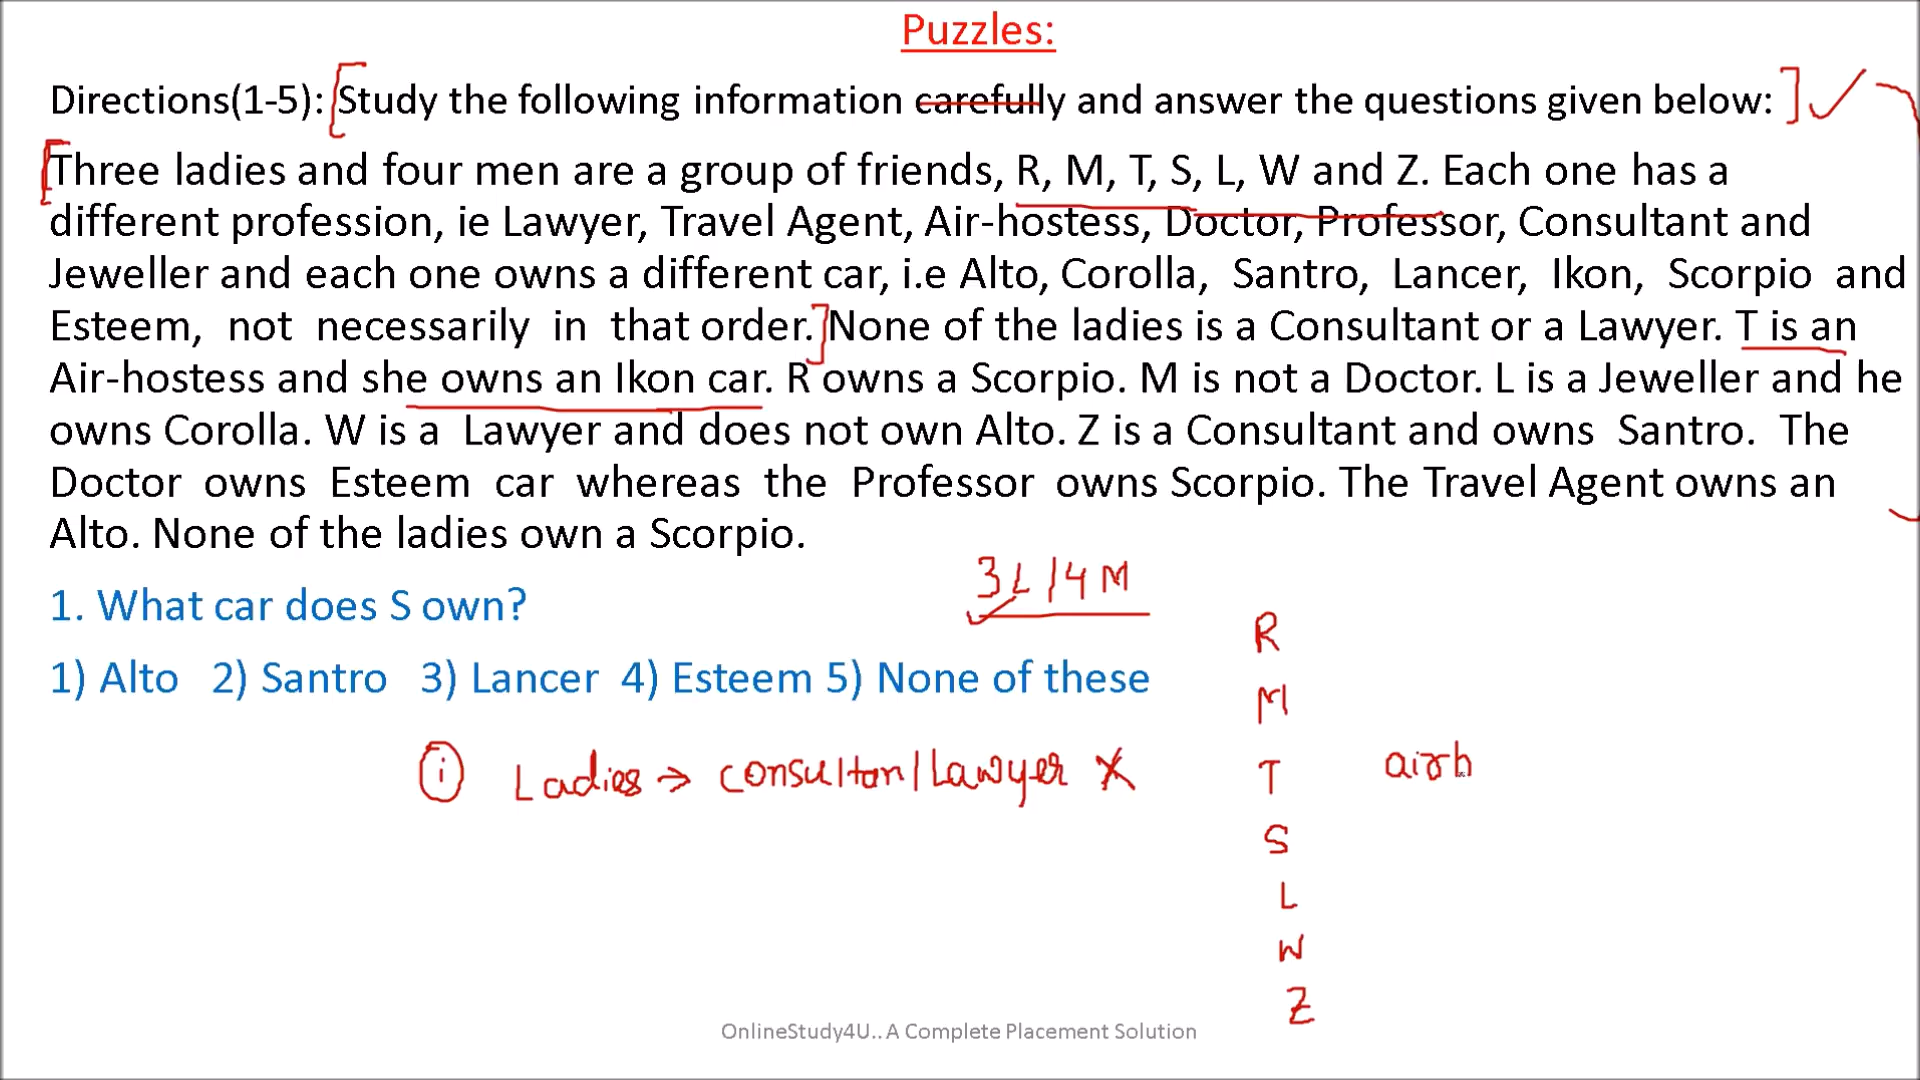 Puzzles:
Directions(1-5): Study the following information carefully and answer the questions given below:
Three ladies and four men are a group of friends, R, M, T, S, L, W and Z. Each one has a
different profession, ie Lawyer, Travel Agent, Air-hostess, Doctor, Professor, Consultant and
Jeweller and each one owns a different car, i.e Alto, Corolla, Santro, Lancer, Ikon, Scorpio and
Esteem, not necessarily in that order. None of the ladies is a Consultant or a Lawyer. T is an
Air-hostess and she owns an Ikon car. R owns a Scorpio. M is not a Doctor. L is a Jeweller and he
owns Corolla. W is a Lawyer and does not own Alto. Z is a Consultant and owns Santro. The
Doctor owns Esteem car whereas the Professor owns Scorpio. The Travel Agent owns an
Alto. None of the ladies own a Scorpio.
3L/4M
1. What car does S own?
1) Alto 2) Santro 3) Lancer 4) Esteem 5) None of these
i Ladies → consultan/Lawyer X
R
M
T airh
S
L
W
Z
OnlineStudy4U.. A Complete Placement Solution